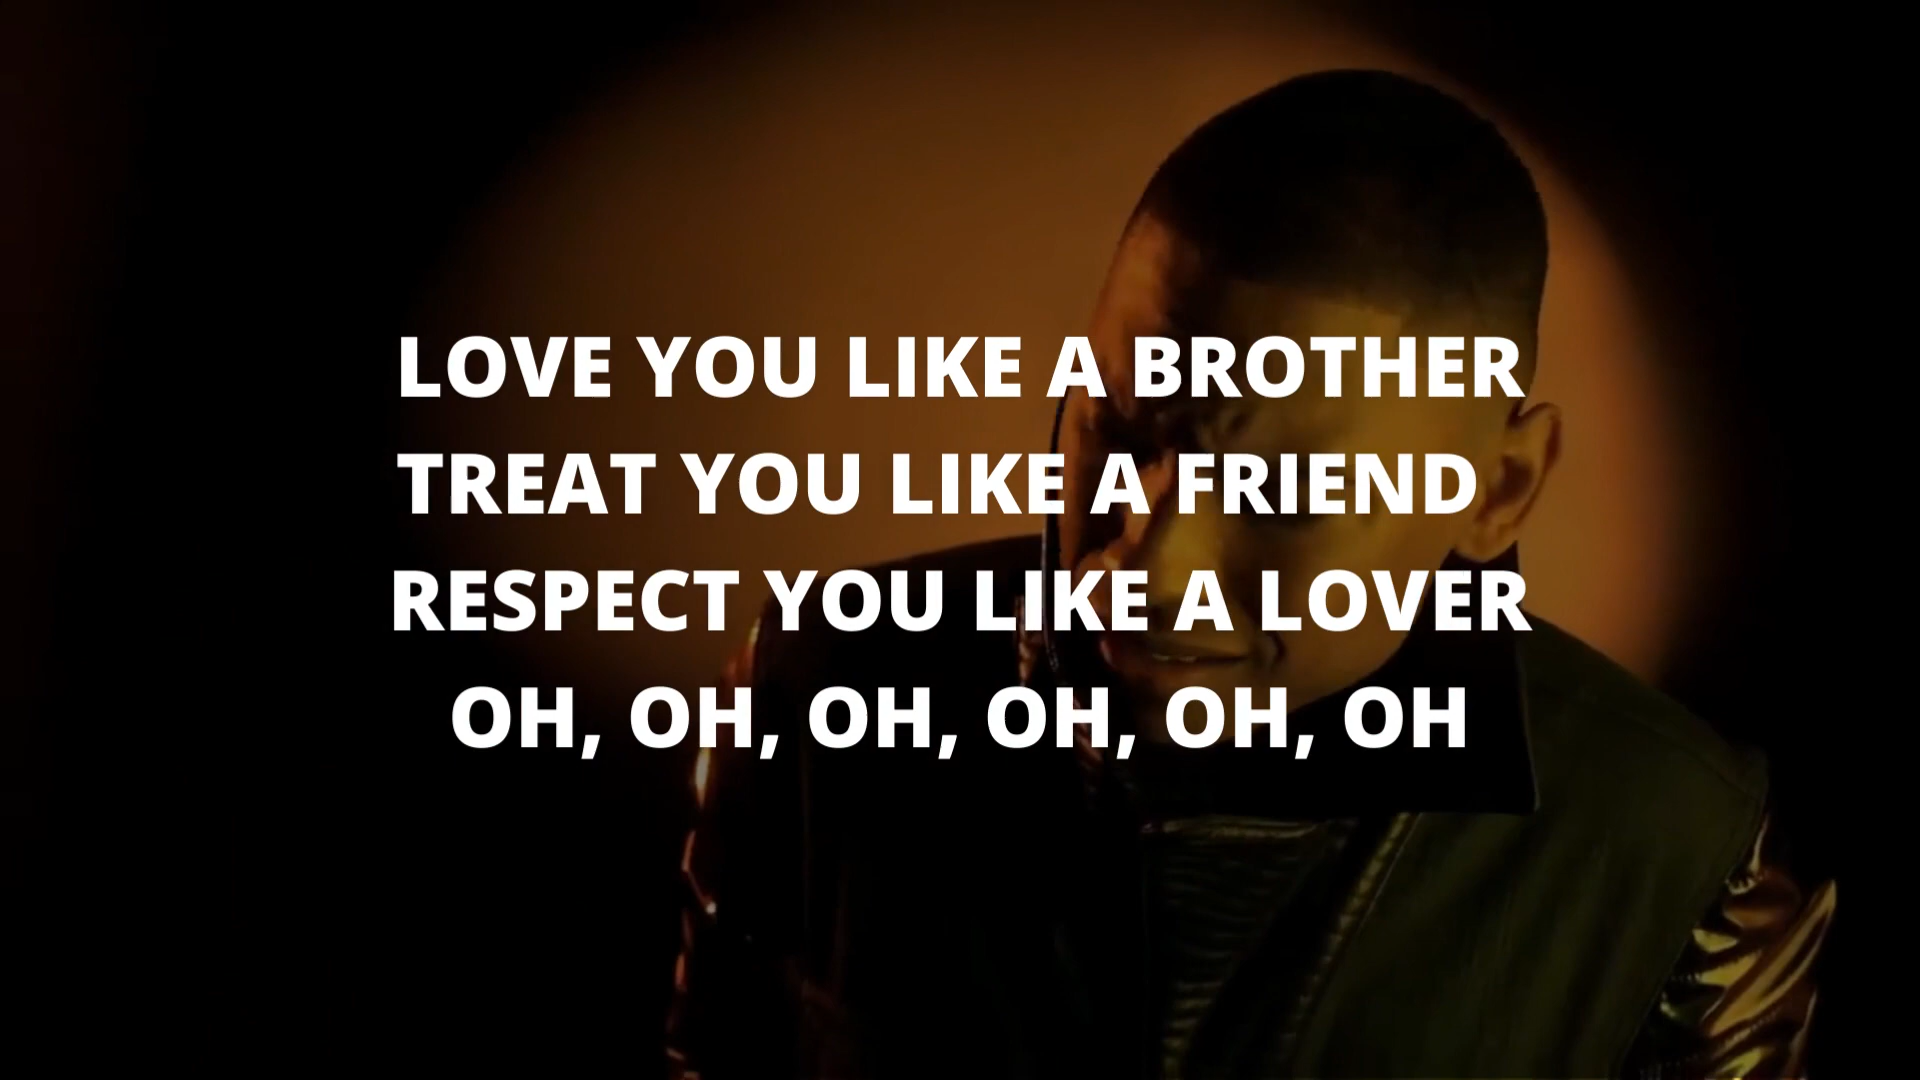 LOVE YOU LIKE A BROTHER
TREAT YOU LIKE A FRIEND
RESPECT YOU LIKE A LOVER
OH, OH, OH, OH, OH, OH